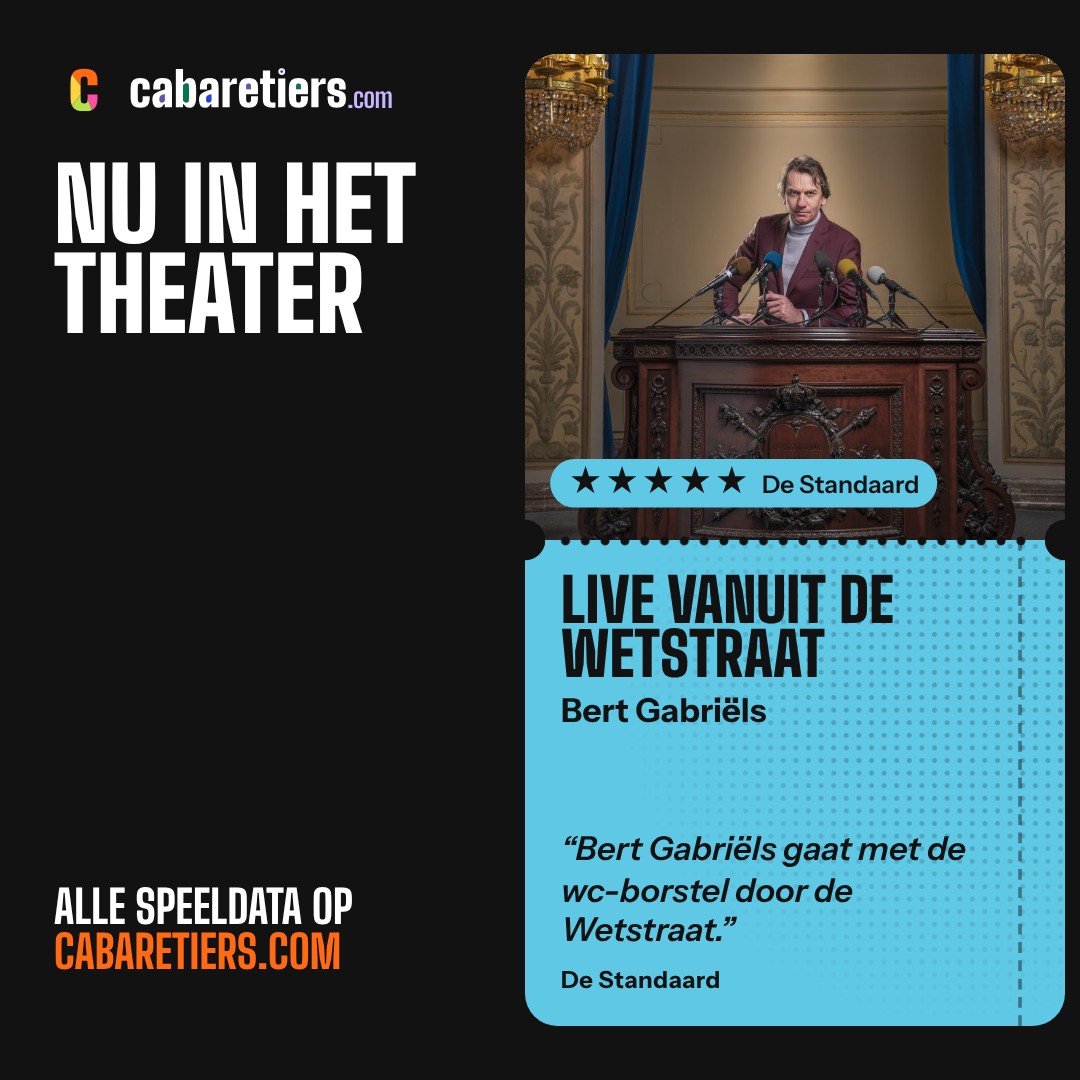 cabaretiers.com
NU IN HET
THEATER
★★★★★ De Standaard
LIVE VANUIT DE
WETSTRAAT
Bert Gabriëls
“Bert Gabriëls gaat met de
wc-borstel door de
Wetstraat.”
De Standaard
ALLE SPEELDATA OP
CABARETIERS.COM